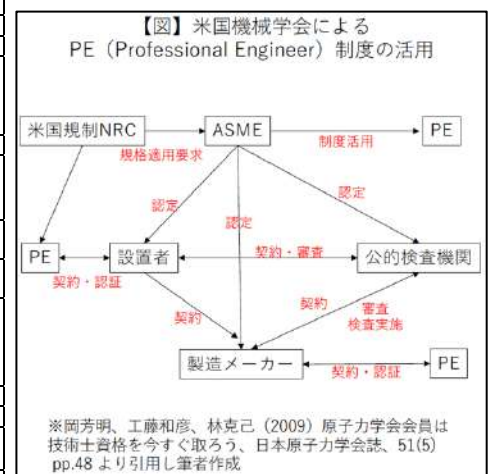 【図】米国機械学会による
PE（Professional Engineer）制度の活用
米国規制NRC
ASME
PE
規格適用要求
制度活用
認定
認定
認定
PE
設置者
契約・審査
公的検査機関
契約・認証
契約
契約
審査
検査実施
製造メーカー
PE
契約・認証
※岡芳明、工藤和彦、林克己（2009）原子力学会会員は
技術士資格を今すぐ取ろう、日本原子力学会誌、51(5)
pp.48 より引用し筆者作成